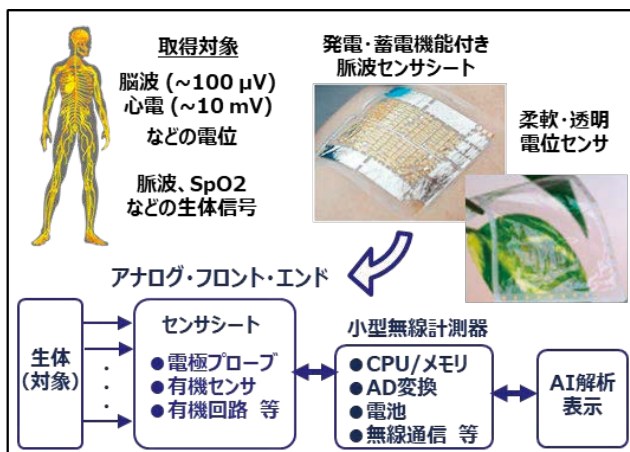 取得対象
脳波 (~100 µV)
心電 (~10 mV)
などの電位
脈波、SpO2
などの生体信号
発電・蓄電機能付き
脈波センサシート
柔軟・透明
電位センサ
アナログ・フロント・エンド
生体
(対象)
センサシート
●電極プローブ
●有機センサ
●有機回路 等
小型無線計測器
●CPU/メモリ
●AD変換
●電池
●無線通信 等
AI解析
表示